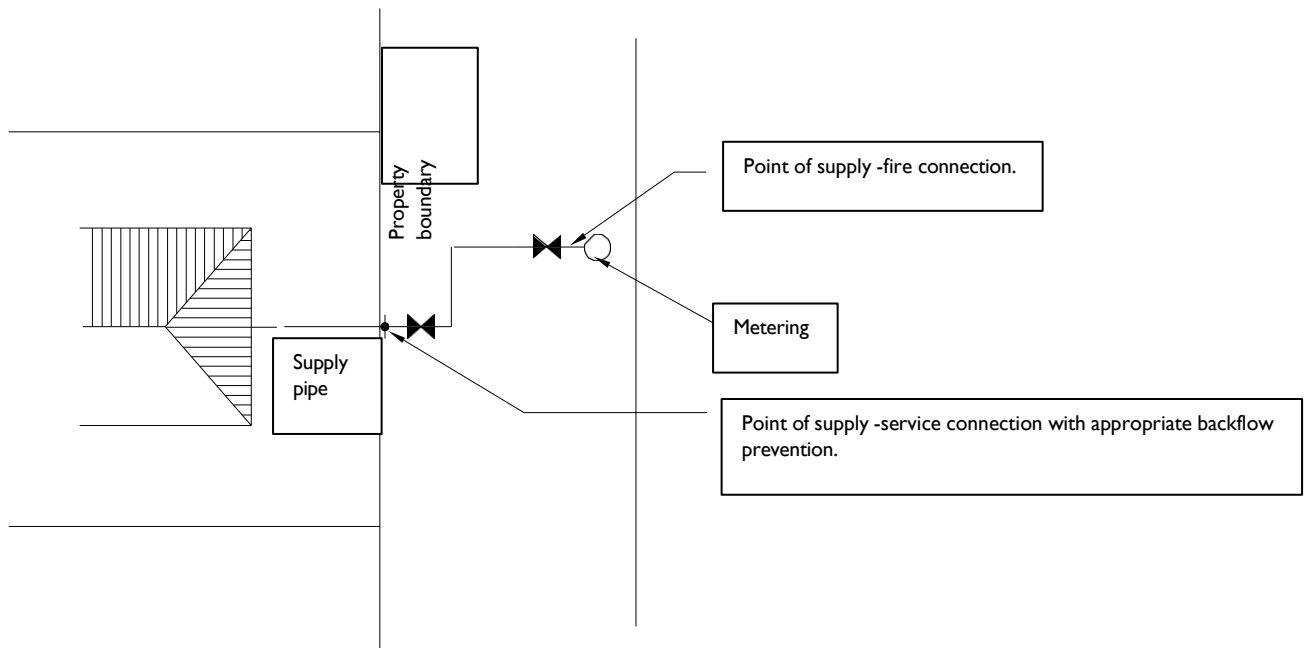 Property
boundary
Point of supply -fire connection.
Metering
Supply
pipe
Point of supply -service connection with appropriate backflow
prevention.